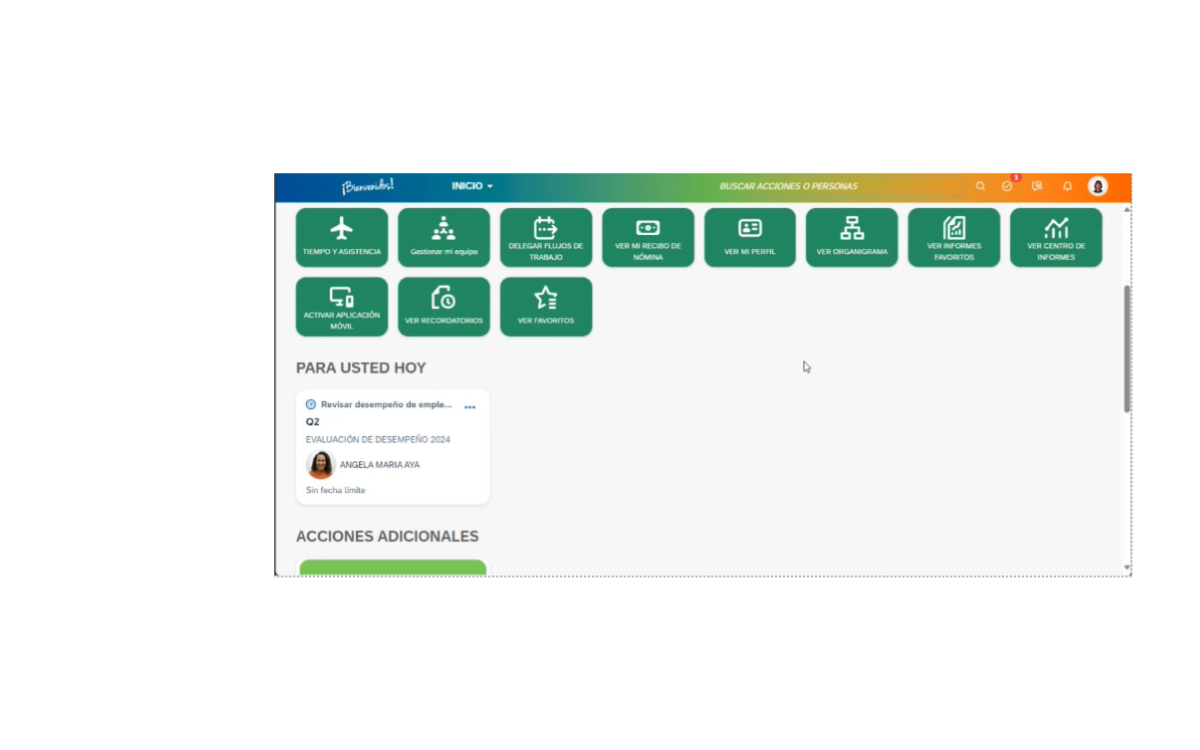 ¡Bienvenidos!
INICIO
BUSCAR ACCIONES O PERSONAS
1
TIEMPO Y ASISTENCIA
Gestionar mi equipo
DELEGAR FLUJOS DE
TRABAJO
VER MI RECIBO DE
NÓMINA
VER MI PERFIL
VER ORGANIGRAMA
VER INFORMES
FAVORITOS
VER CENTRO DE
INFORMES
ACTIVAR APLICACIÓN
MÓVIL
VER RECORDATORIOS
VER FAVORITOS
PARA USTED HOY
Revisar desempeño de emple...
Q2
EVALUACIÓN DE DESEMPEÑO 2024
ANGELA MARIA AYA
Sin fecha límite
ACCIONES ADICIONALES